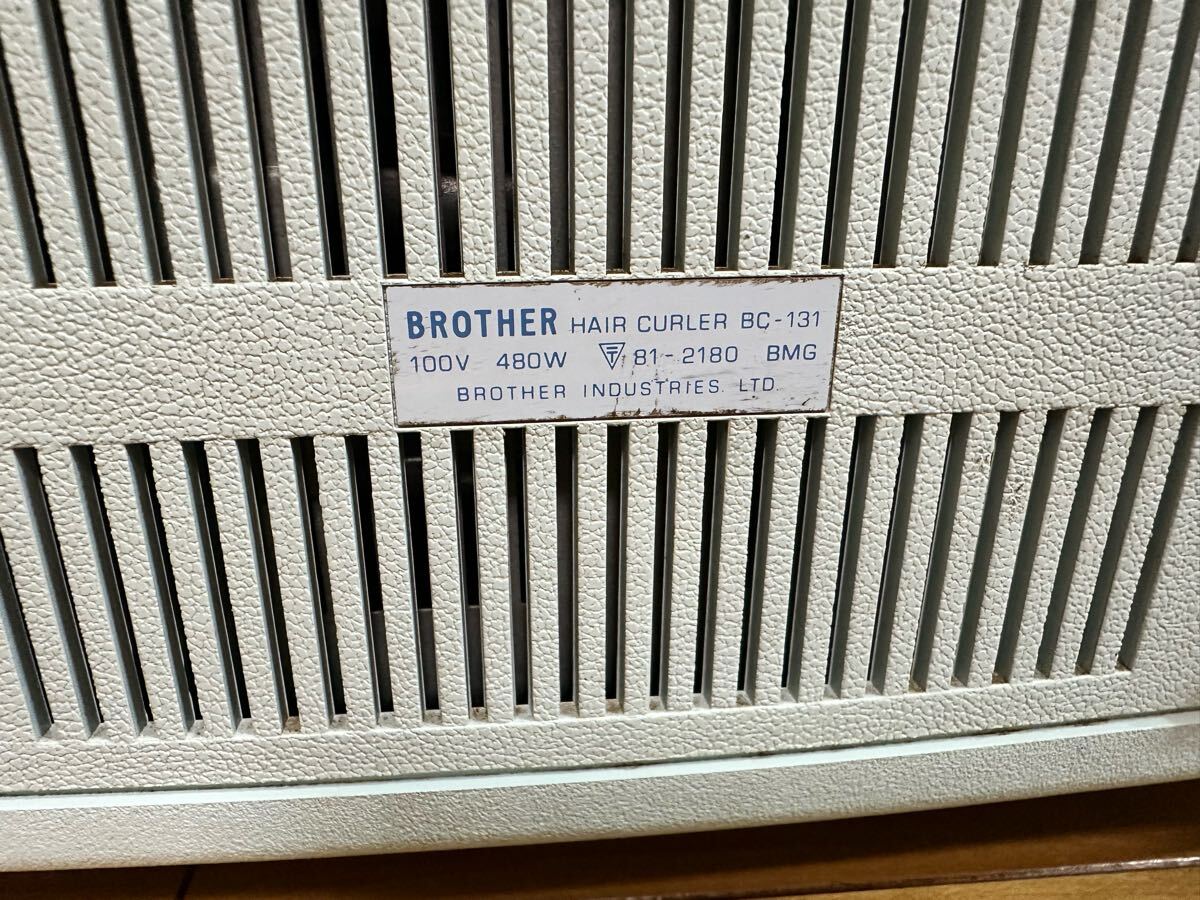 BROTHER HAIR CURLER BC-131
100V 480W T 81-2180 BMG
BROTHER INDUSTRIES. LTD.